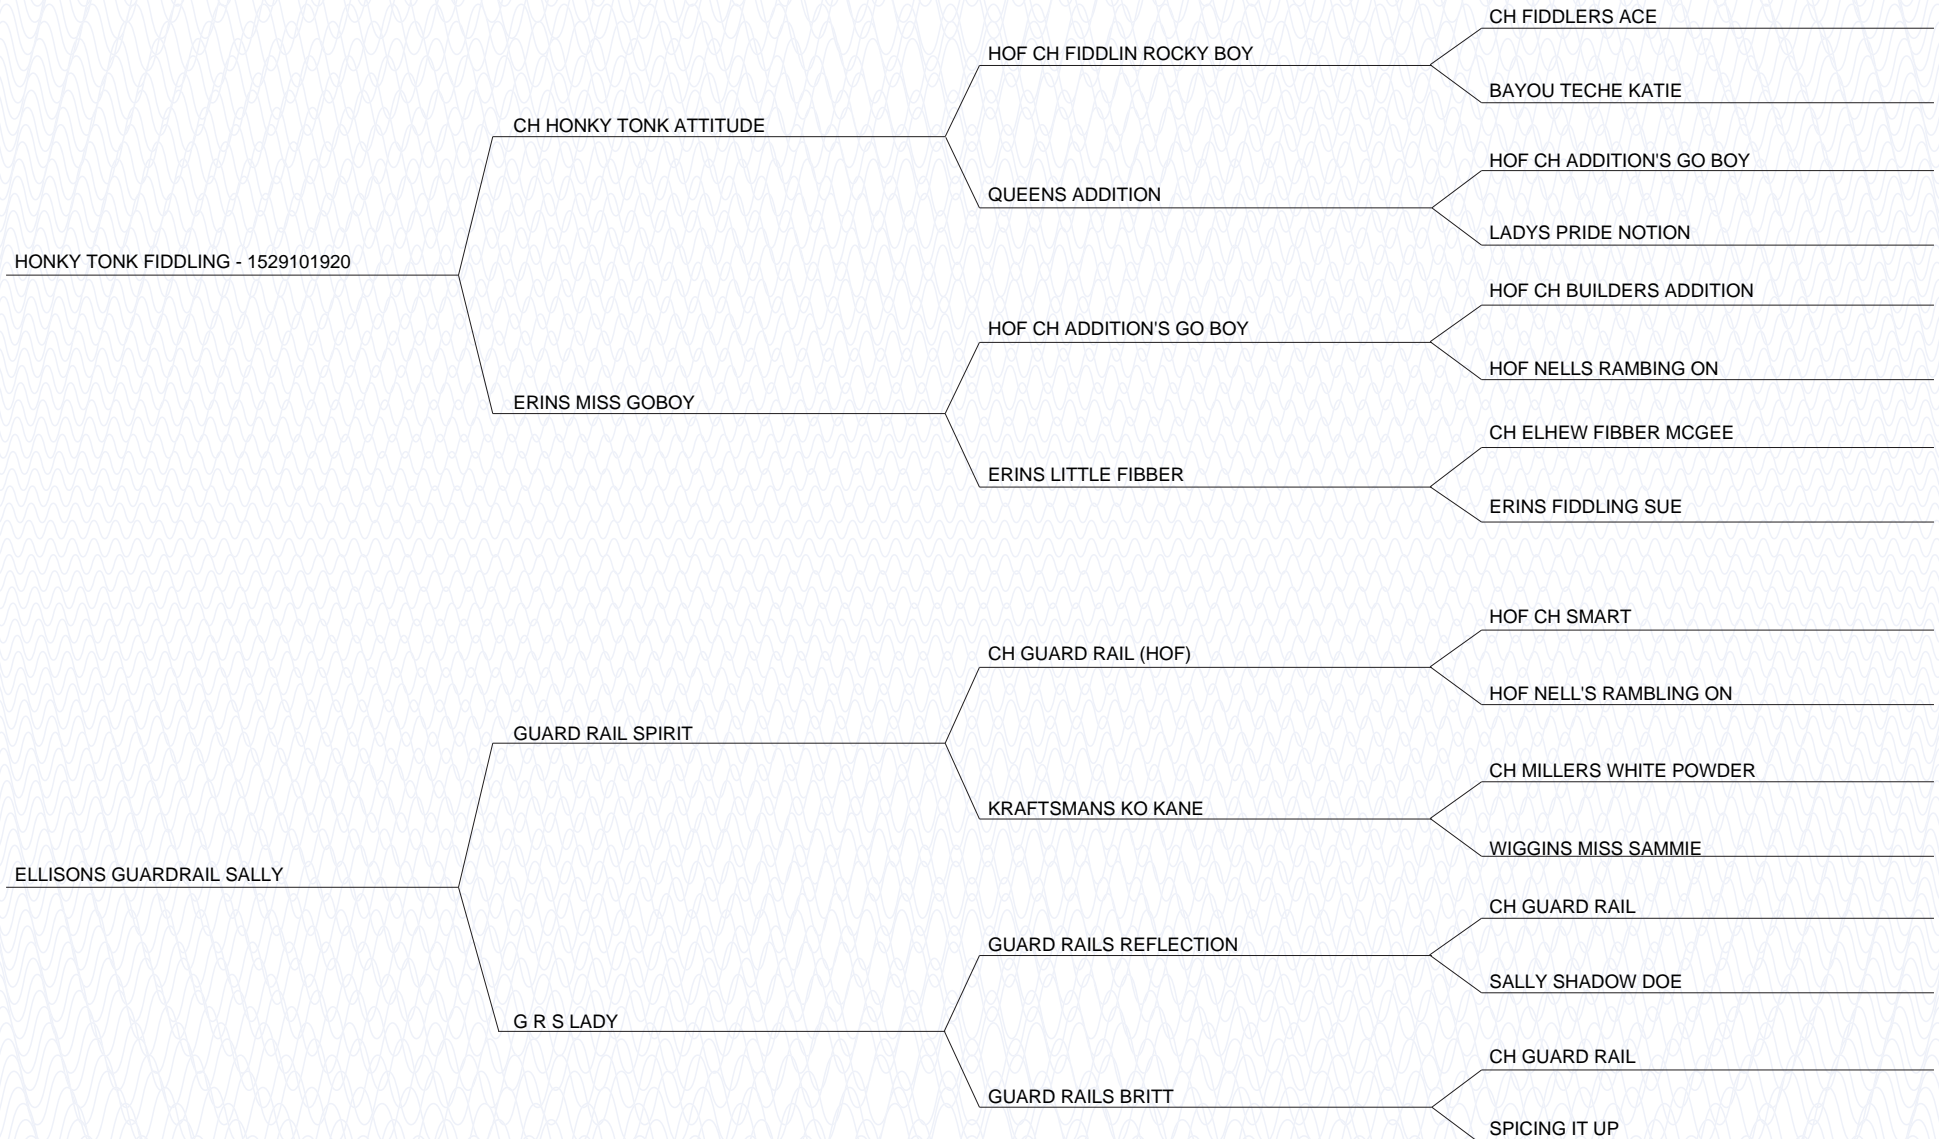 CH FIDDLERS ACE
HOF CH FIDDLIN ROCKY BOY
BAYOU TECHE KATIE
CH HONKY TONK ATTITUDE
HOF CH ADDITION'S GO BOY
QUEENS ADDITION
LADYS PRIDE NOTION
HONKY TONK FIDDLING - 1529101920
HOF CH BUILDERS ADDITION
HOF CH ADDITION'S GO BOY
HOF NELLS RAMBING ON
ERINS MISS GOBOY
CH ELHEW FIBBER MCGEE
ERINS LITTLE FIBBER
ERINS FIDDLING SUE
HOF CH SMART
CH GUARD RAIL (HOF)
HOF NELL'S RAMBLING ON
GUARD RAIL SPIRIT
CH MILLERS WHITE POWDER
KRAFTSMANS KO KANE
WIGGINS MISS SAMMIE
ELLISONS GUARDRAIL SALLY
CH GUARD RAIL
GUARD RAILS REFLECTION
SALLY SHADOW DOE
G R S LADY
CH GUARD RAIL
GUARD RAILS BRITT
SPICING IT UP